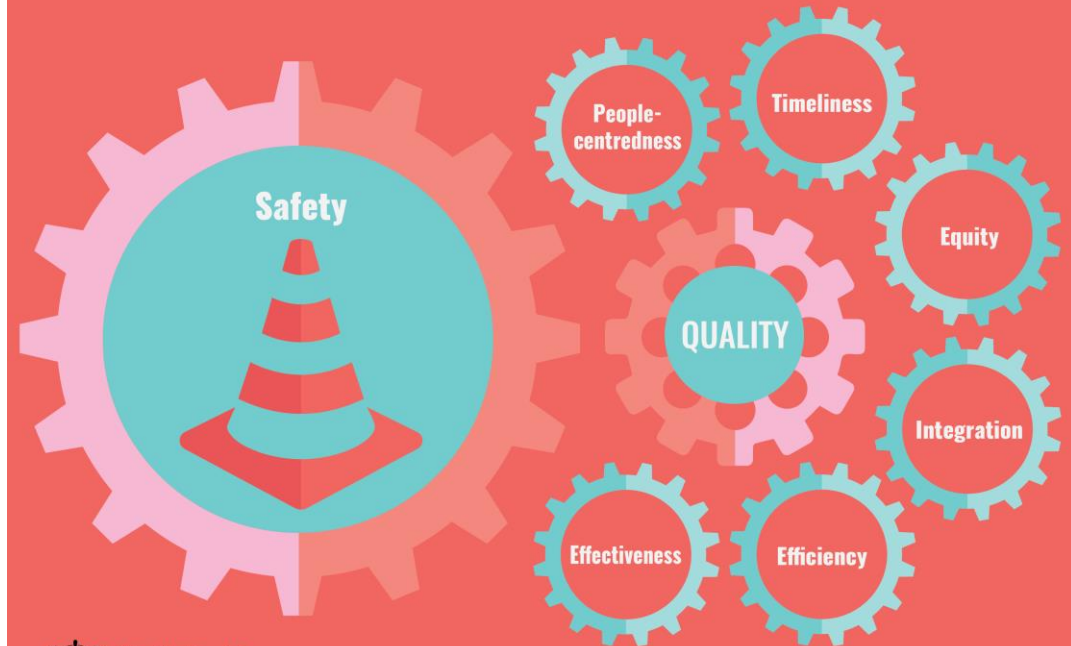 Safety
People-
centredness
Timeliness
Equity
QUALITY
Integration
Effectiveness
Efficiency